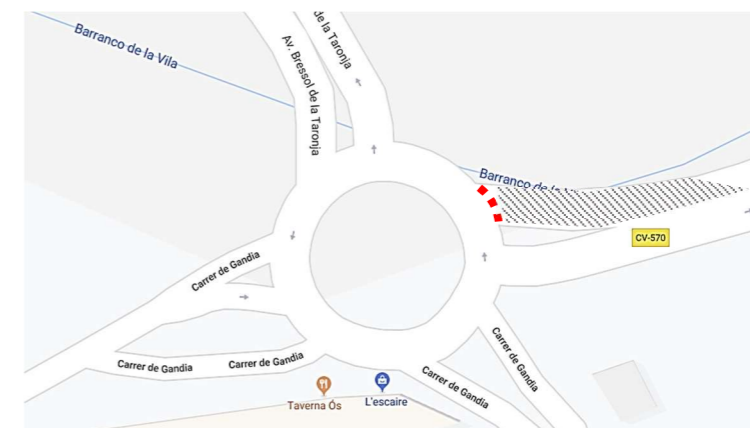 Barranco de la Vila
Av. Bressol de la Taronja
de la Taronja
Barranco de la
CV-570
Carrer de Gandia
Carrer de Gandia
Carrer de Gandia
Carrer de Gandia
Carrer de Gandia
Taverna Ós
L'escaire